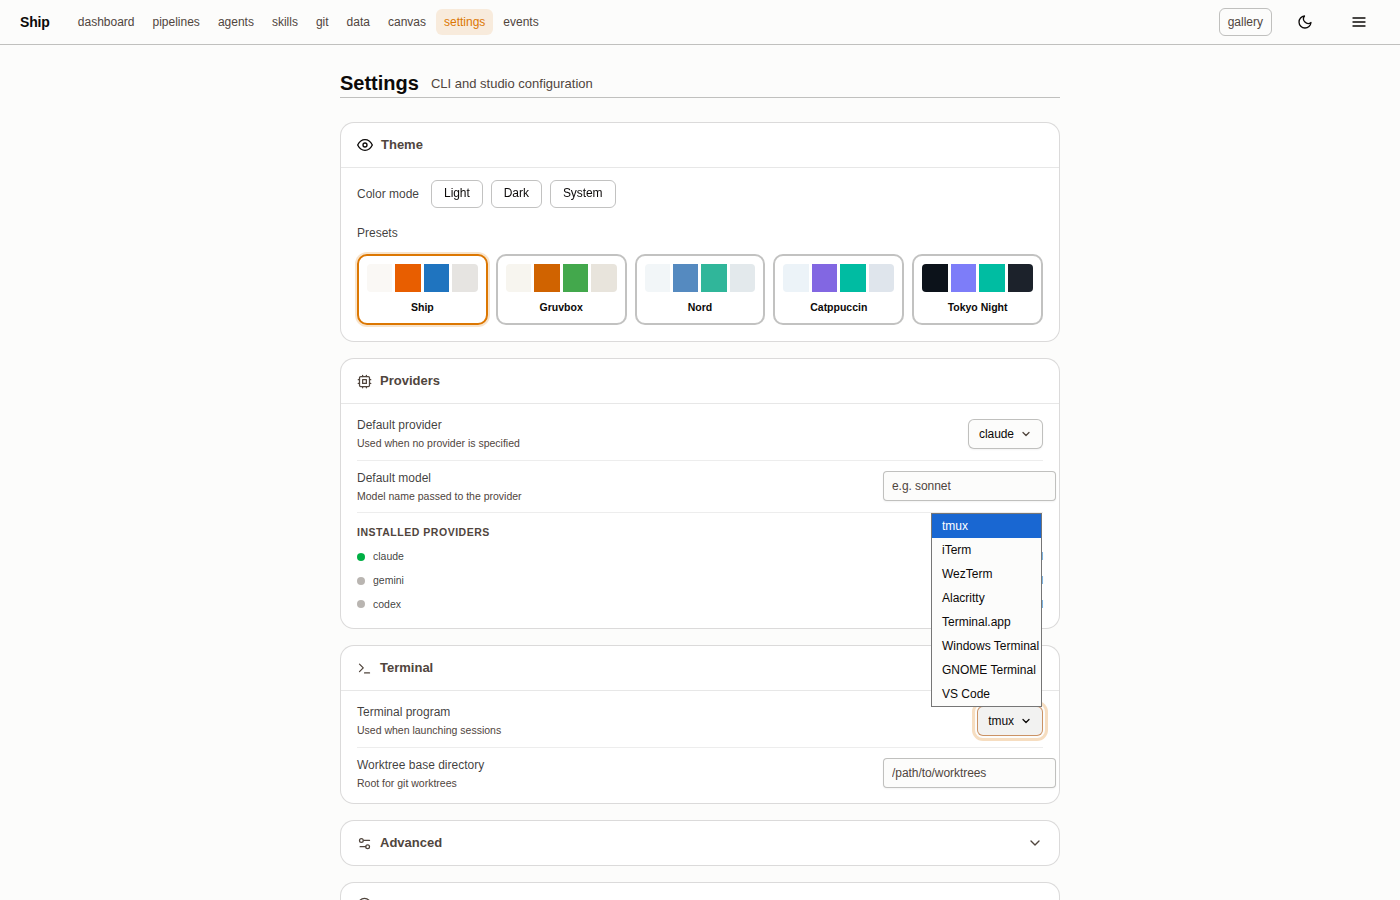 Ship dashboard pipelines agents skills git data canvas settings events gallery
Settings CLI and studio configuration
Theme
Color mode Light Dark System
Presets
Ship Gruvbox Nord Catppuccin Tokyo Night
Providers
Default provider
Used when no provider is specified
claude
Default model
Model name passed to the provider
e.g. sonnet
INSTALLED PROVIDERS
claude
gemini
codex
tmux
iTerm
WezTerm
Alacritty
Terminal.app
Windows Terminal
GNOME Terminal
VS Code
Terminal
Terminal program
Used when launching sessions
tmux
Worktree base directory
Root for git worktrees
/path/to/worktrees
Advanced